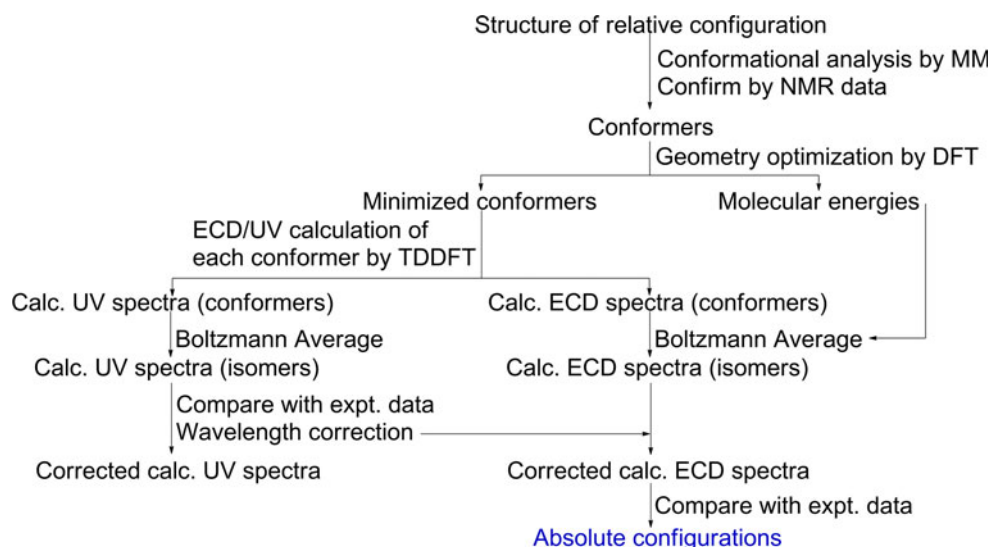 Structure of relative configuration
Conformational analysis by MM
Confirm by NMR data
Conformers
Geometry optimization by DFT
Minimized conformers
Molecular energies
ECD/UV calculation of
each conformer by TDDFT
Calc. UV spectra (conformers)
Calc. ECD spectra (conformers)
Boltzmann Average
Boltzmann Average
Calc. UV spectra (isomers)
Calc. ECD spectra (isomers)
Compare with expt. data
Wavelength correction
Corrected calc. UV spectra
Corrected calc. ECD spectra
Compare with expt. data
Absolute configurations